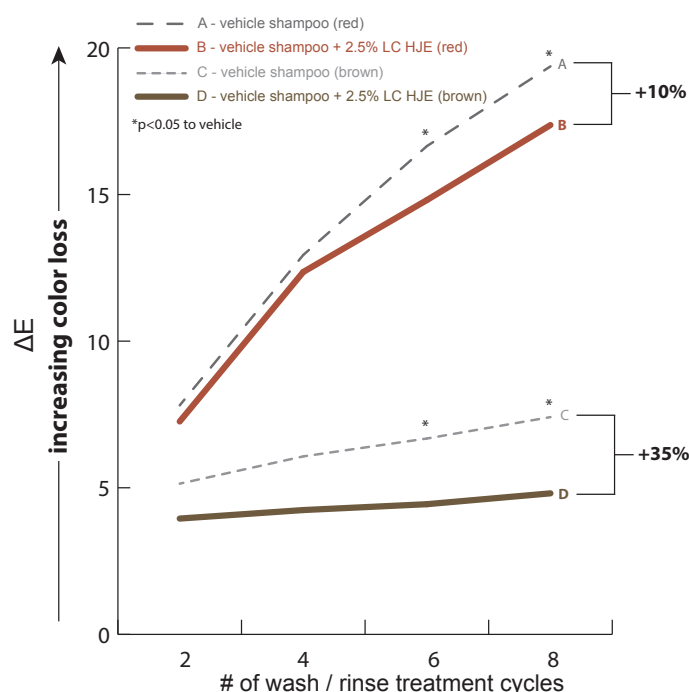 A - vehicle shampoo (red)
B - vehicle shampoo + 2.5% LC HJE (red)
C - vehicle shampoo (brown)
D - vehicle shampoo + 2.5% LC HJE (brown)
*p<0.05 to vehicle
20
15
10
5
0
ΔE
increasing color loss
*
A
+10%
*
B
*
*
C
+35%
D
2 4 6 8
# of wash / rinse treatment cycles